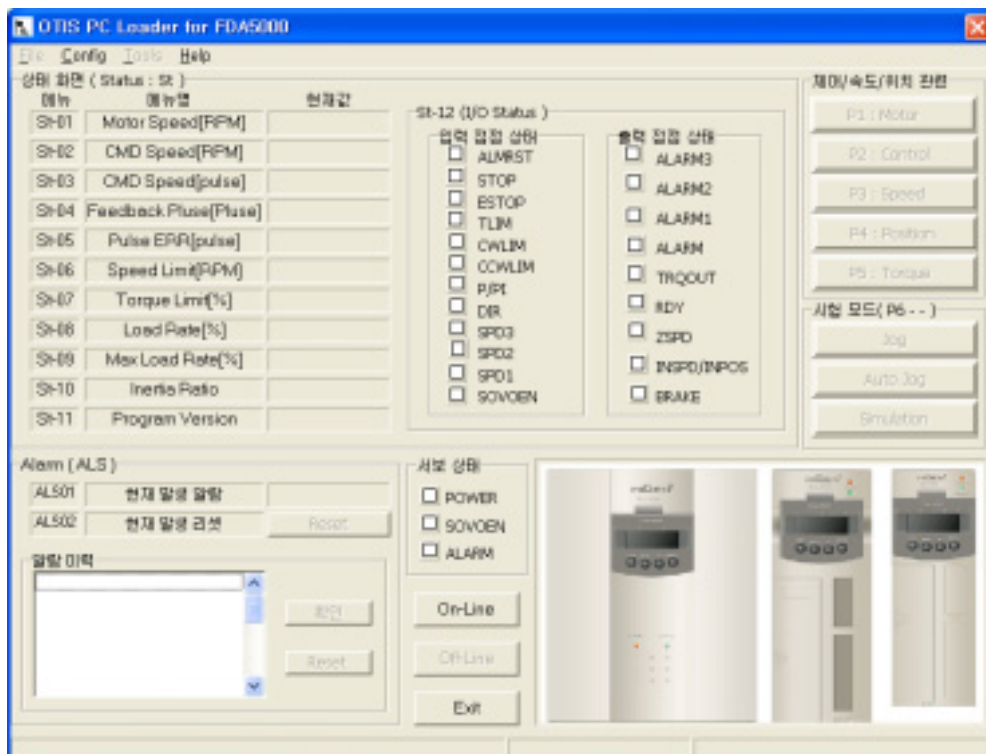 OTIS PC Loader for FDA5000
File Config Tools Help
상태 화면 ( Status : St )
메뉴 메뉴명 현재값
St-01 Motor Speed[RPM]
St-02 CMD Speed[RPM]
St-03 CMD Speed[pulse]
St-04 Feedback Pluse[Pluse]
St-05 Pulse ERR[pulse]
St-06 Speed Limit[RPM]
St-07 Torque Limit[%]
St-08 Load Rate[%]
St-09 Max Load Rate[%]
St-10 Inertia Ratio
St-11 Program Version
St-12 (I/O Status )
입력 접점 상태
ALMRST
STOP
ESTOP
TLIM
CWLIM
CCWLIM
P/PI
DIR
SPD3
SPD2
SPD1
SOVOEN
출력 접점 상태
ALARM3
ALARM2
ALARM1
ALARM
TRQOUT
RDY
ZSPD
INSPD/INPOS
BRAKE
제어/속도/위치 관련
P1 : Motor
P2 : Control
P3 : Speed
P4 : Position
P5 : Torque
시험 모드( P6 - - )
Jog
Auto Jog
Simulation
Alarm ( ALS )
ALS01 현재 발생 알람
ALS02 현재 발생 리셋 Reset
알람 이력
확인
Reset
서보 상태
POWER
SOVOEN
ALARM
On-Line
Off-Line
Exit